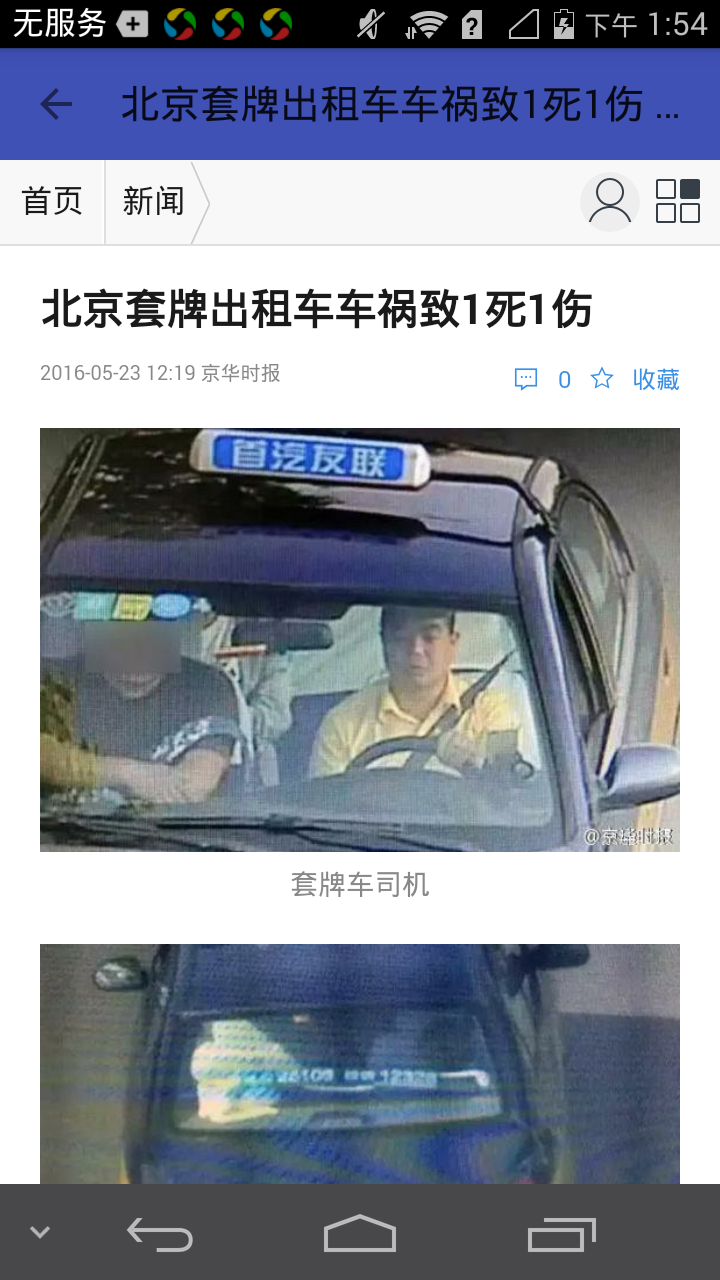 无服务
下午 1:54
北京套牌出租车车祸致1死1伤 ...
首页
新闻
北京套牌出租车车祸致1死1伤
2016-05-23 12:19 京华时报
0
收藏
首汽友联
@京华时报
套牌车司机